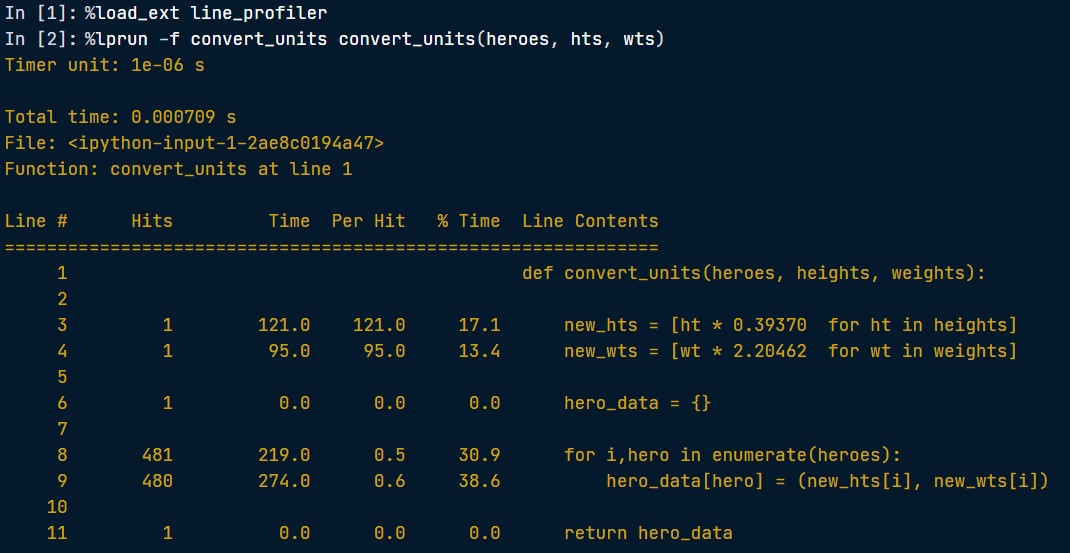 In [1]: %load_ext line_profiler
In [2]: %lprun -f convert_units convert_units(heroes, hts, wts)
Timer unit: 1e-06 s

Total time: 0.000709 s
File: <ipython-input-1-2ae8c0194a47>
Function: convert_units at line 1

Line #      Hits         Time  Per Hit   % Time  Line Contents
==============================================================
     1                                           def convert_units(heroes, heights, weights):
     2
     3         1        121.0    121.0     17.1      new_hts = [ht * 0.39370  for ht in heights]
     4         1         95.0     95.0     13.4      new_wts = [wt * 2.20462  for wt in weights]
     5
     6         1          0.0      0.0      0.0      hero_data = {}
     7
     8       481        219.0      0.5     30.9      for i,hero in enumerate(heroes):
     9       480        274.0      0.6     38.6          hero_data[hero] = (new_hts[i], new_wts[i])
    10
    11         1          0.0      0.0      0.0      return hero_data